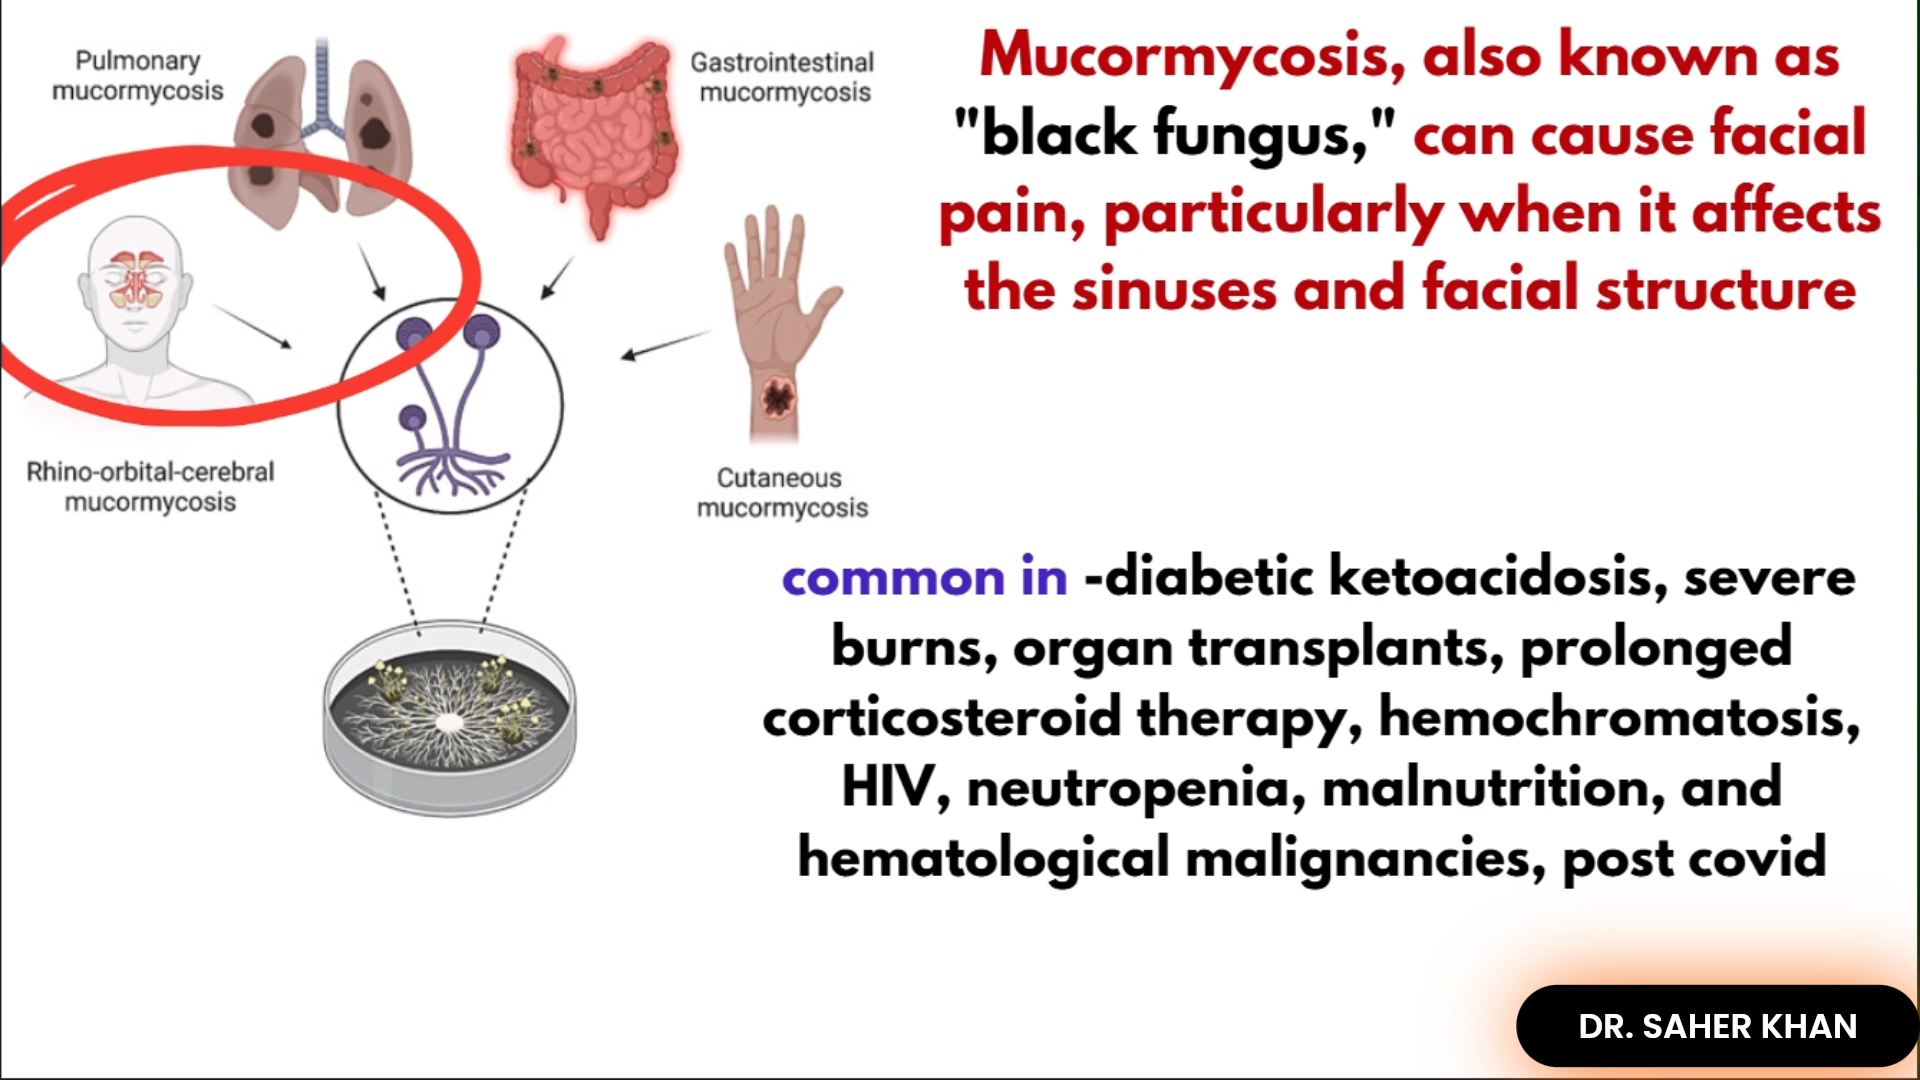 Pulmonary
mucormycosis
Gastrointestinal
mucormycosis
Rhino-orbital-cerebral
mucormycosis
Cutaneous
mucormycosis
Mucormycosis, also known as
"black fungus," can cause facial
pain, particularly when it affects
the sinuses and facial structure
common in -diabetic ketoacidosis, severe
burns, organ transplants, prolonged
corticosteroid therapy, hemochromatosis,
HIV, neutropenia, malnutrition, and
hematological malignancies, post covid
DR. SAHER KHAN